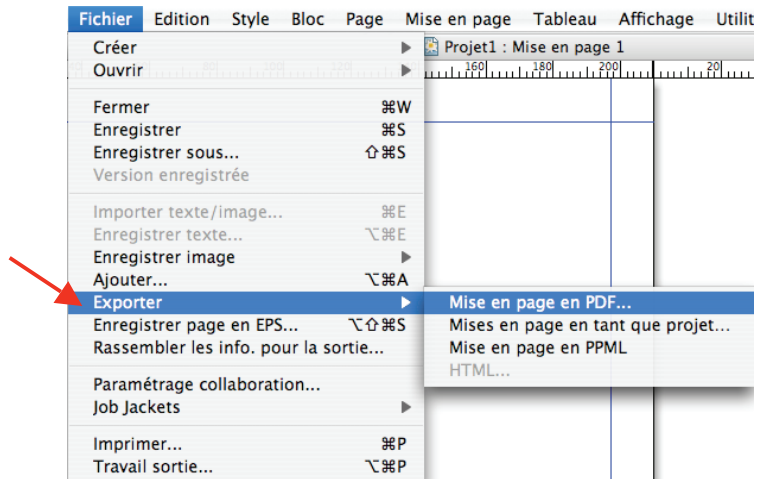 Fichier Edition Style Bloc Page Mise en page Tableau Affichage Utilit
Projet1 : Mise en page 1
160 180 200 20
Créer
Ouvrir
Fermer ⌘W
Enregistrer ⌘S
Enregistrer sous... ⇧⌘S
Version enregistrée
Importer texte/image... ⌘E
Enregistrer texte... ⌥⌘E
Enregistrer image
Ajouter... ⌥⌘A
Exporter
Mise en page en PDF...
Enregistrer page en EPS... ⌥⇧⌘S
Mises en page en tant que projet...
Rassembler les info. pour la sortie...
Mise en page en PPML
HTML...
Paramétrage collaboration...
Job Jackets
Imprimer... ⌘P
Travail sortie... ⌥⌘P